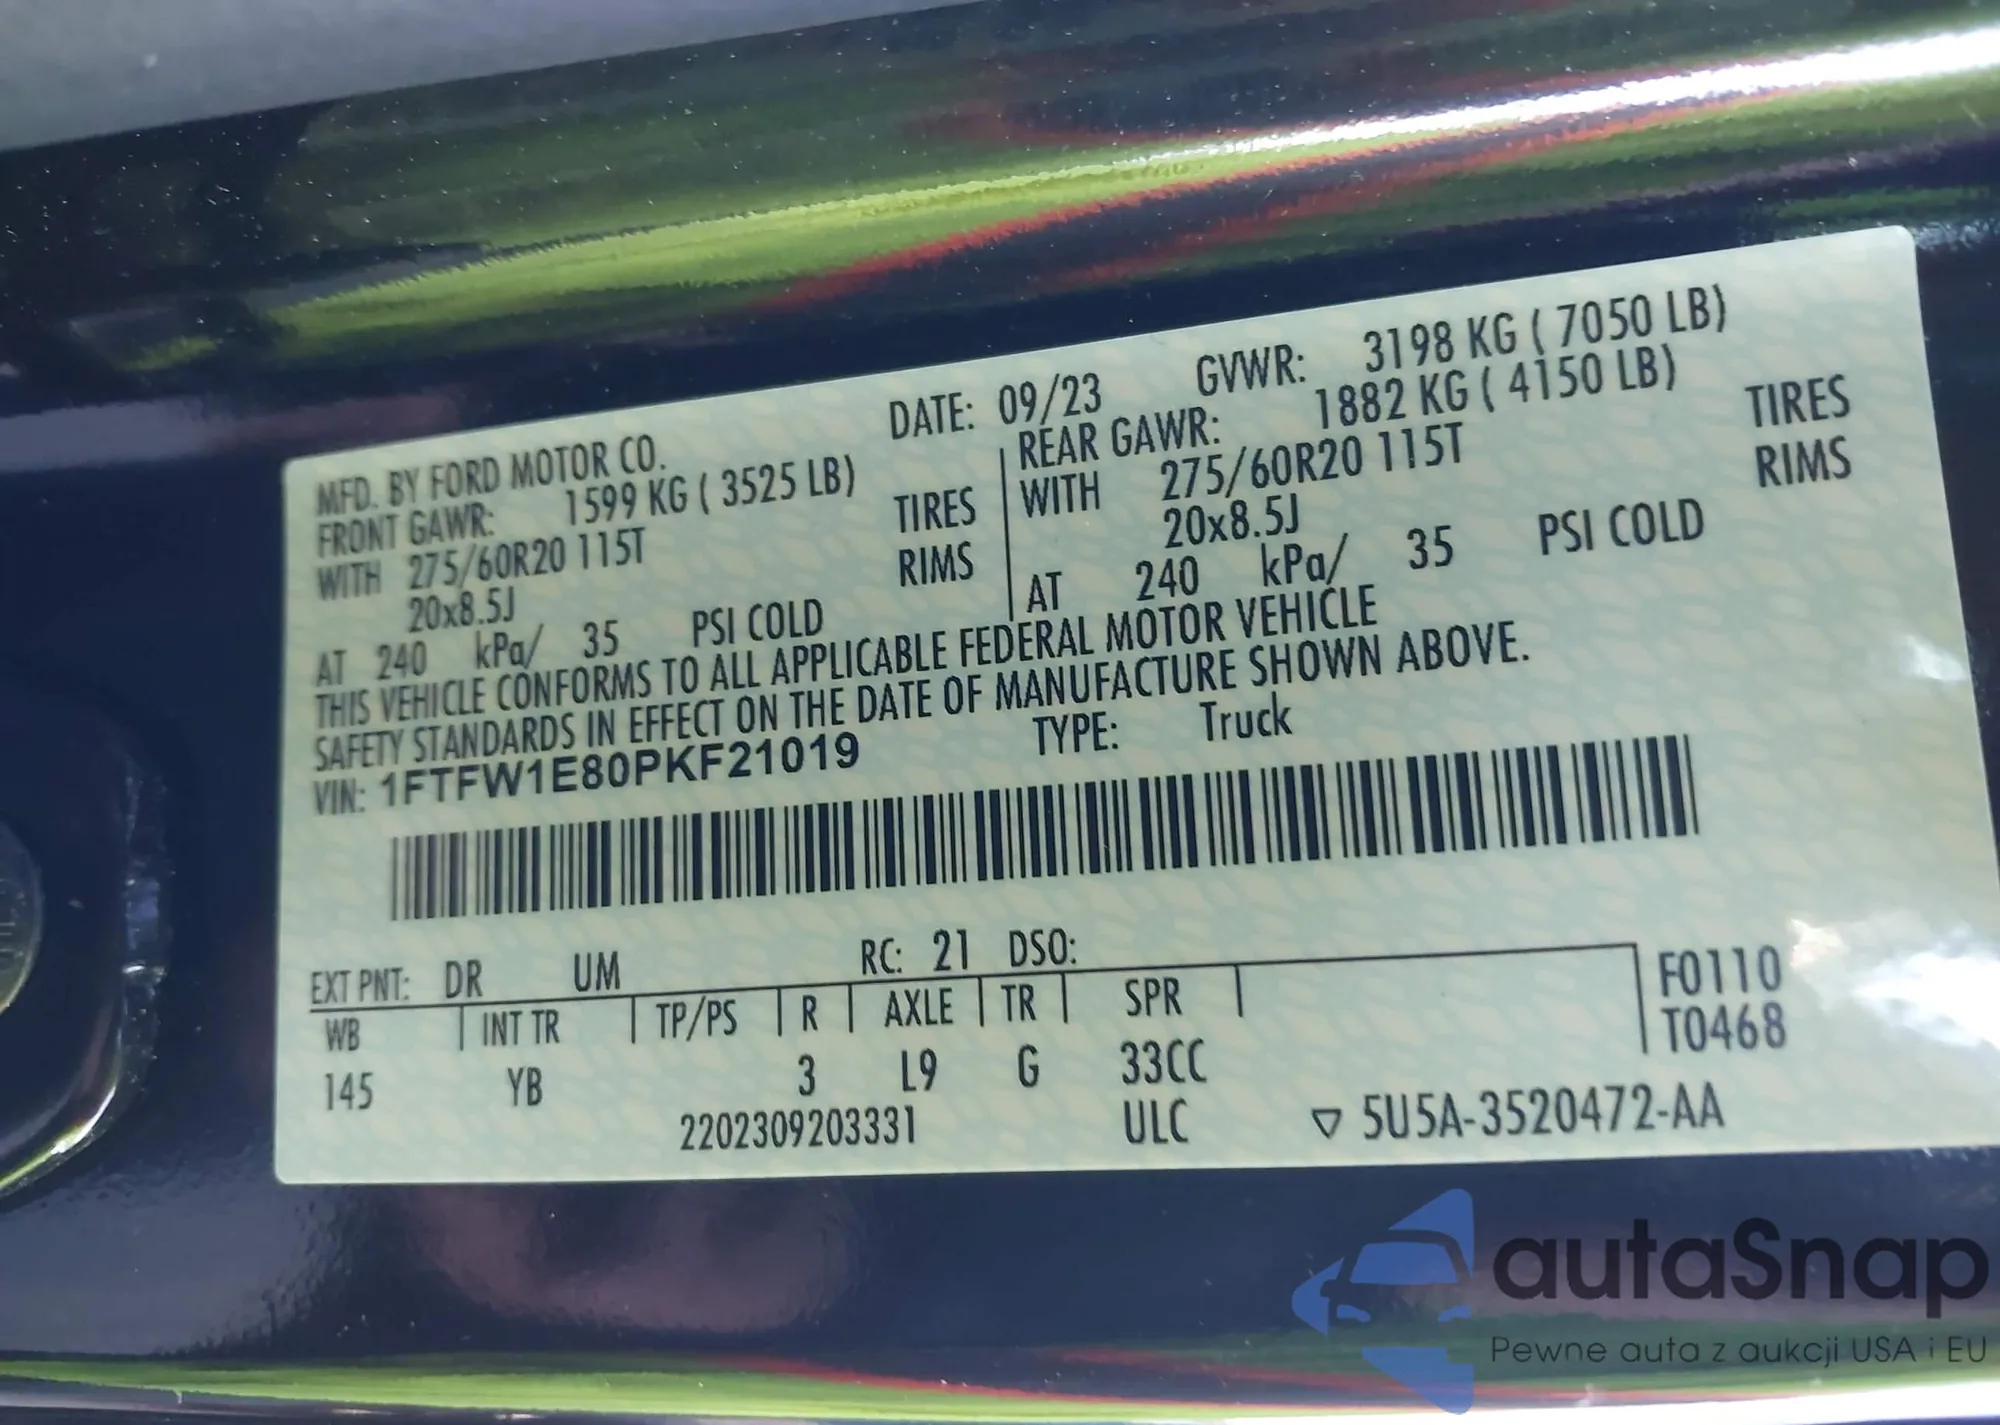 MFD. BY FORD MOTOR CO. DATE: 09/23 GVWR: 3198 KG ( 7050 LB)
FRONT GAWR: 1599 KG ( 3525 LB)
WITH 275/60R20 115T TIRES
20x8.5J RIMS
AT 240 kPa/ 35 PSI COLD
REAR GAWR: 1882 KG ( 4150 LB)
WITH 275/60R20 115T TIRES
20x8.5J RIMS
AT 240 kPa/ 35 PSI COLD
THIS VEHICLE CONFORMS TO ALL APPLICABLE FEDERAL MOTOR VEHICLE
SAFETY STANDARDS IN EFFECT ON THE DATE OF MANUFACTURE SHOWN ABOVE.
VIN: 1FTFW1E80PKF21019 TYPE: Truck
EXT PNT: DR UM RC: 21 DSO:
WB INT TR TP/PS R AXLE TR SPR F0110
T0468
145 YB 3 L9 G 33CC
2202309203331 ULC ▽ 5U5A-3520472-AA
autaSnap
Pewne auta z aukcji USA i EU